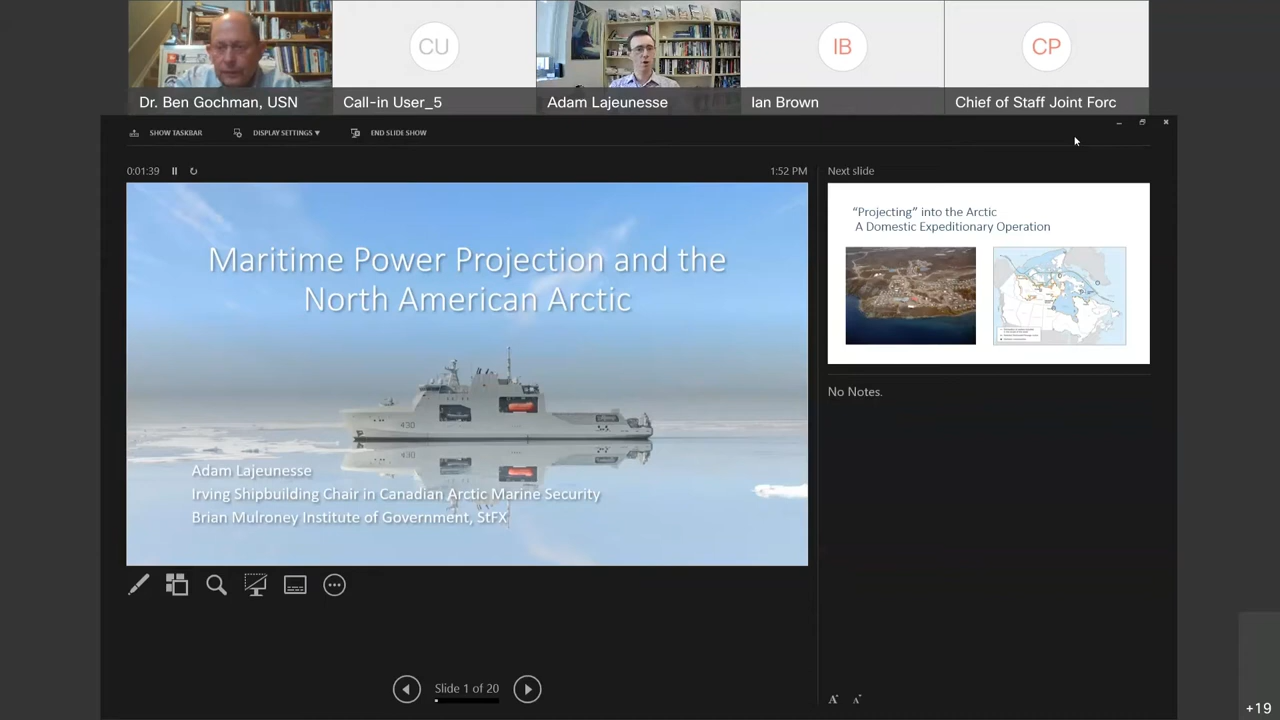 CU
IB
CP
Dr. Ben Gochman, USN
Call-in User_5
Adam Lajeunesse
Ian Brown
Chief of Staff Joint Forc
SHOW TASKBAR
DISPLAY SETTINGS ▼
END SLIDE SHOW
0:01:39
1:52 PM
Next slide
Maritime Power Projection and the
North American Arctic
430
430
Adam Lajeunesse
Irving Shipbuilding Chair in Canadian Arctic Marine Security
Brian Mulroney Institute of Government, StFX
"Projecting" into the Arctic
A Domestic Expeditionary Operation
No Notes.
Slide 1 of 20
A
A
+19